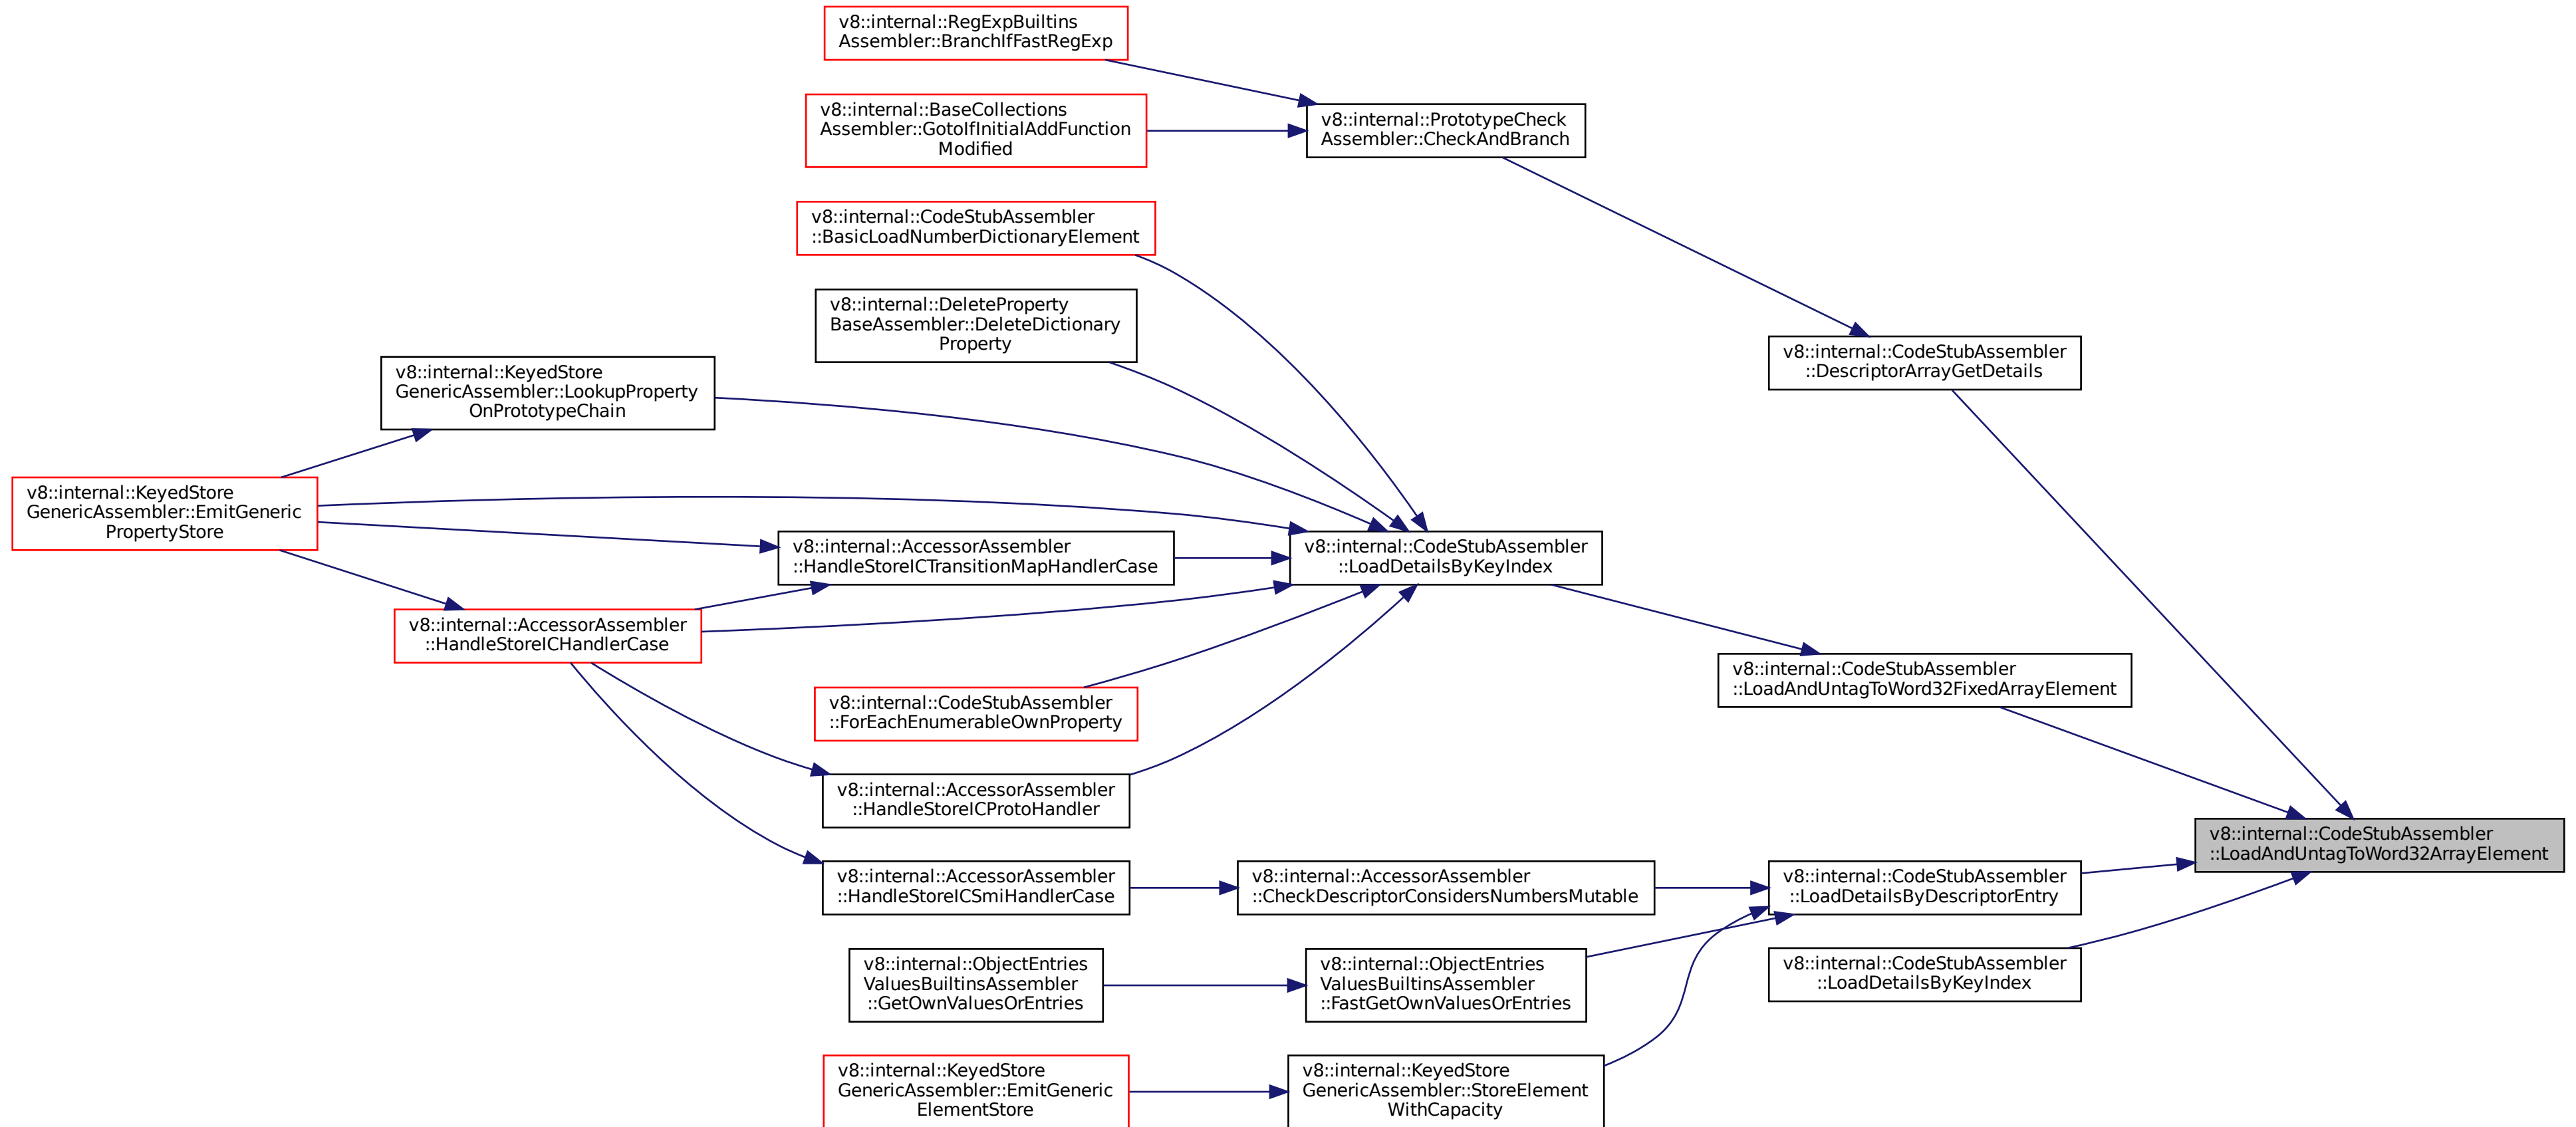 v8::internal::RegExpBuiltins
Assembler::BranchIfFastRegExp
v8::internal::BaseCollections
Assembler::GotoIfInitialAddFunction
Modified
v8::internal::PrototypeCheck
Assembler::CheckAndBranch
v8::internal::CodeStubAssembler
::BasicLoadNumberDictionaryElement
v8::internal::DeleteProperty
BaseAssembler::DeleteDictionary
Property
v8::internal::CodeStubAssembler
::DescriptorArrayGetDetails
v8::internal::KeyedStore
GenericAssembler::LookupProperty
OnPrototypeChain
v8::internal::KeyedStore
GenericAssembler::EmitGeneric
PropertyStore
v8::internal::AccessorAssembler
::HandleStoreICTransitionMapHandlerCase
v8::internal::CodeStubAssembler
::LoadDetailsByKeyIndex
v8::internal::AccessorAssembler
::HandleStoreICHandlerCase
v8::internal::CodeStubAssembler
::LoadAndUntagToWord32FixedArrayElement
v8::internal::CodeStubAssembler
::ForEachEnumerableOwnProperty
v8::internal::AccessorAssembler
::HandleStoreICProtoHandler
v8::internal::CodeStubAssembler
::LoadAndUntagToWord32ArrayElement
v8::internal::AccessorAssembler
::HandleStoreICSmiHandlerCase
v8::internal::AccessorAssembler
::CheckDescriptorConsidersNumbersMutable
v8::internal::CodeStubAssembler
::LoadDetailsByDescriptorEntry
v8::internal::ObjectEntries
ValuesBuiltinsAssembler
::GetOwnValuesOrEntries
v8::internal::ObjectEntries
ValuesBuiltinsAssembler
::FastGetOwnValuesOrEntries
v8::internal::CodeStubAssembler
::LoadDetailsByKeyIndex
v8::internal::KeyedStore
GenericAssembler::EmitGeneric
ElementStore
v8::internal::KeyedStore
GenericAssembler::StoreElement
WithCapacity